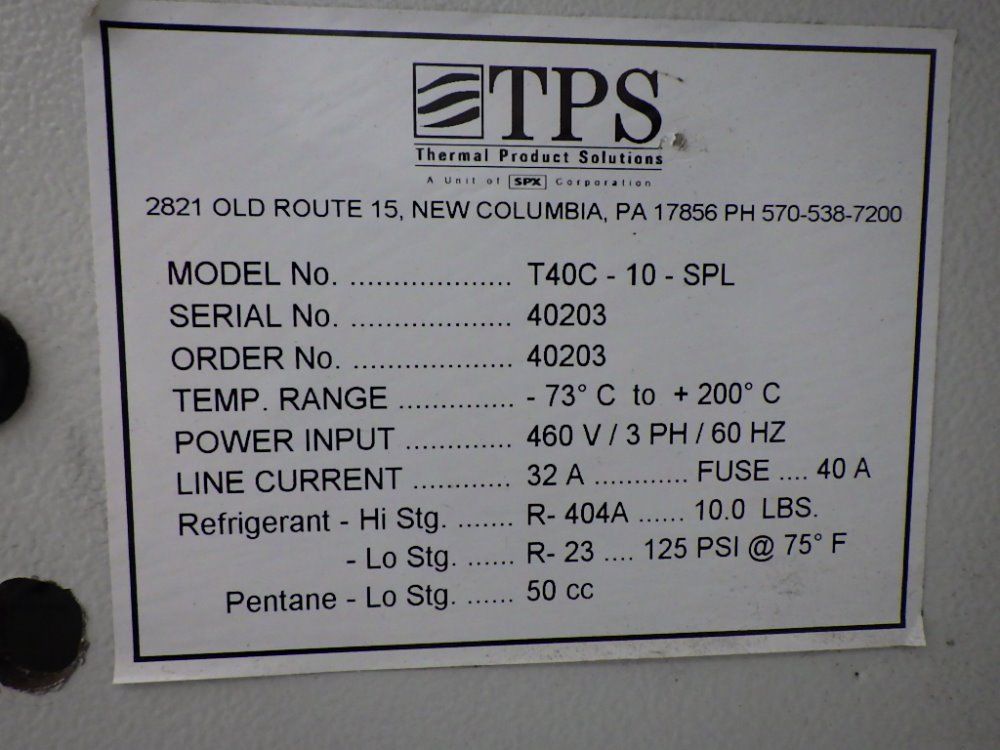 TPS
Thermal Product Solutions
A Unit of SPX Corporation
2821 OLD ROUTE 15, NEW COLUMBIA, PA 17856 PH 570-538-7200
MODEL No. ................... T40C - 10 - SPL
SERIAL No. ................... 40203
ORDER No. ................... 40203
TEMP. RANGE .............. - 73° C to + 200° C
POWER INPUT ............. 460 V / 3 PH / 60 HZ
LINE CURRENT ............ 32 A ............ FUSE .... 40 A
Refrigerant - Hi Stg. ....... R- 404A ...... 10.0 LBS.
- Lo Stg. ...... R- 23 .... 125 PSI @ 75° F
Pentane - Lo Stg. ...... 50 cc